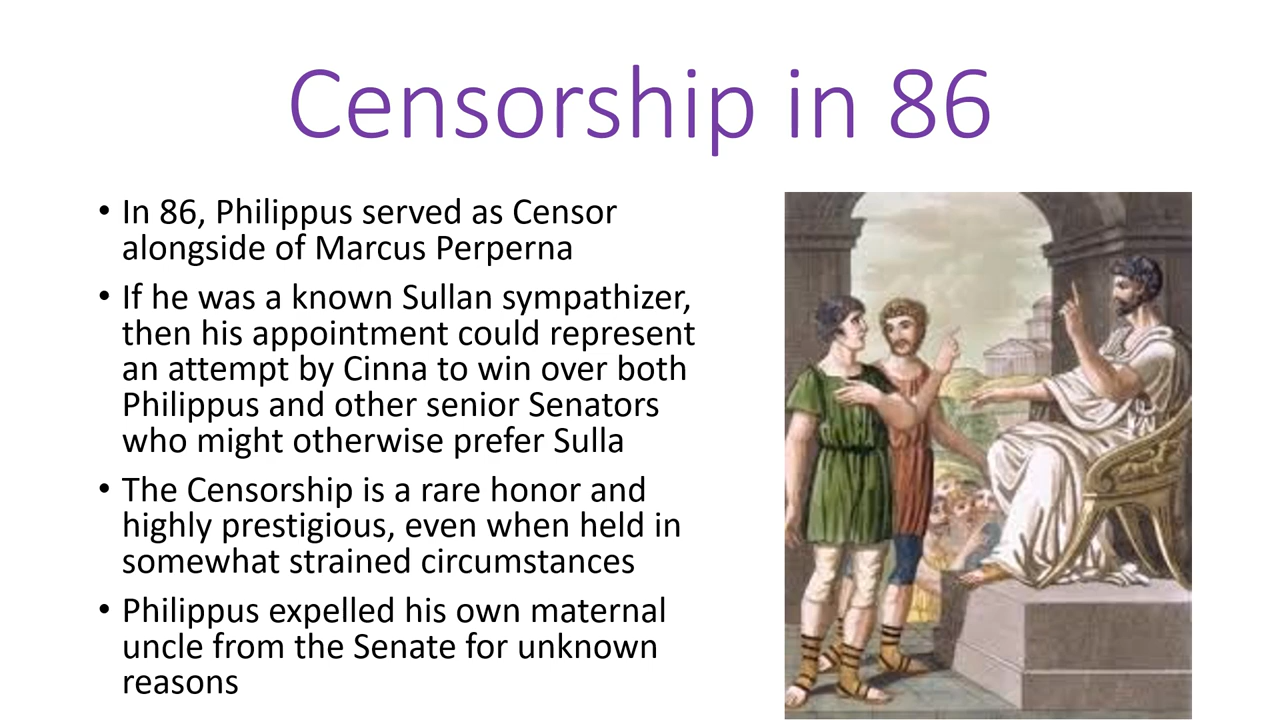 Censorship in 86
• In 86, Philippus served as Censor
alongside of Marcus Perperna
• If he was a known Sullan sympathizer,
then his appointment could represent
an attempt by Cinna to win over both
Philippus and other senior Senators
who might otherwise prefer Sulla
• The Censorship is a rare honor and
highly prestigious, even when held in
somewhat strained circumstances
• Philippus expelled his own maternal
uncle from the Senate for unknown
reasons